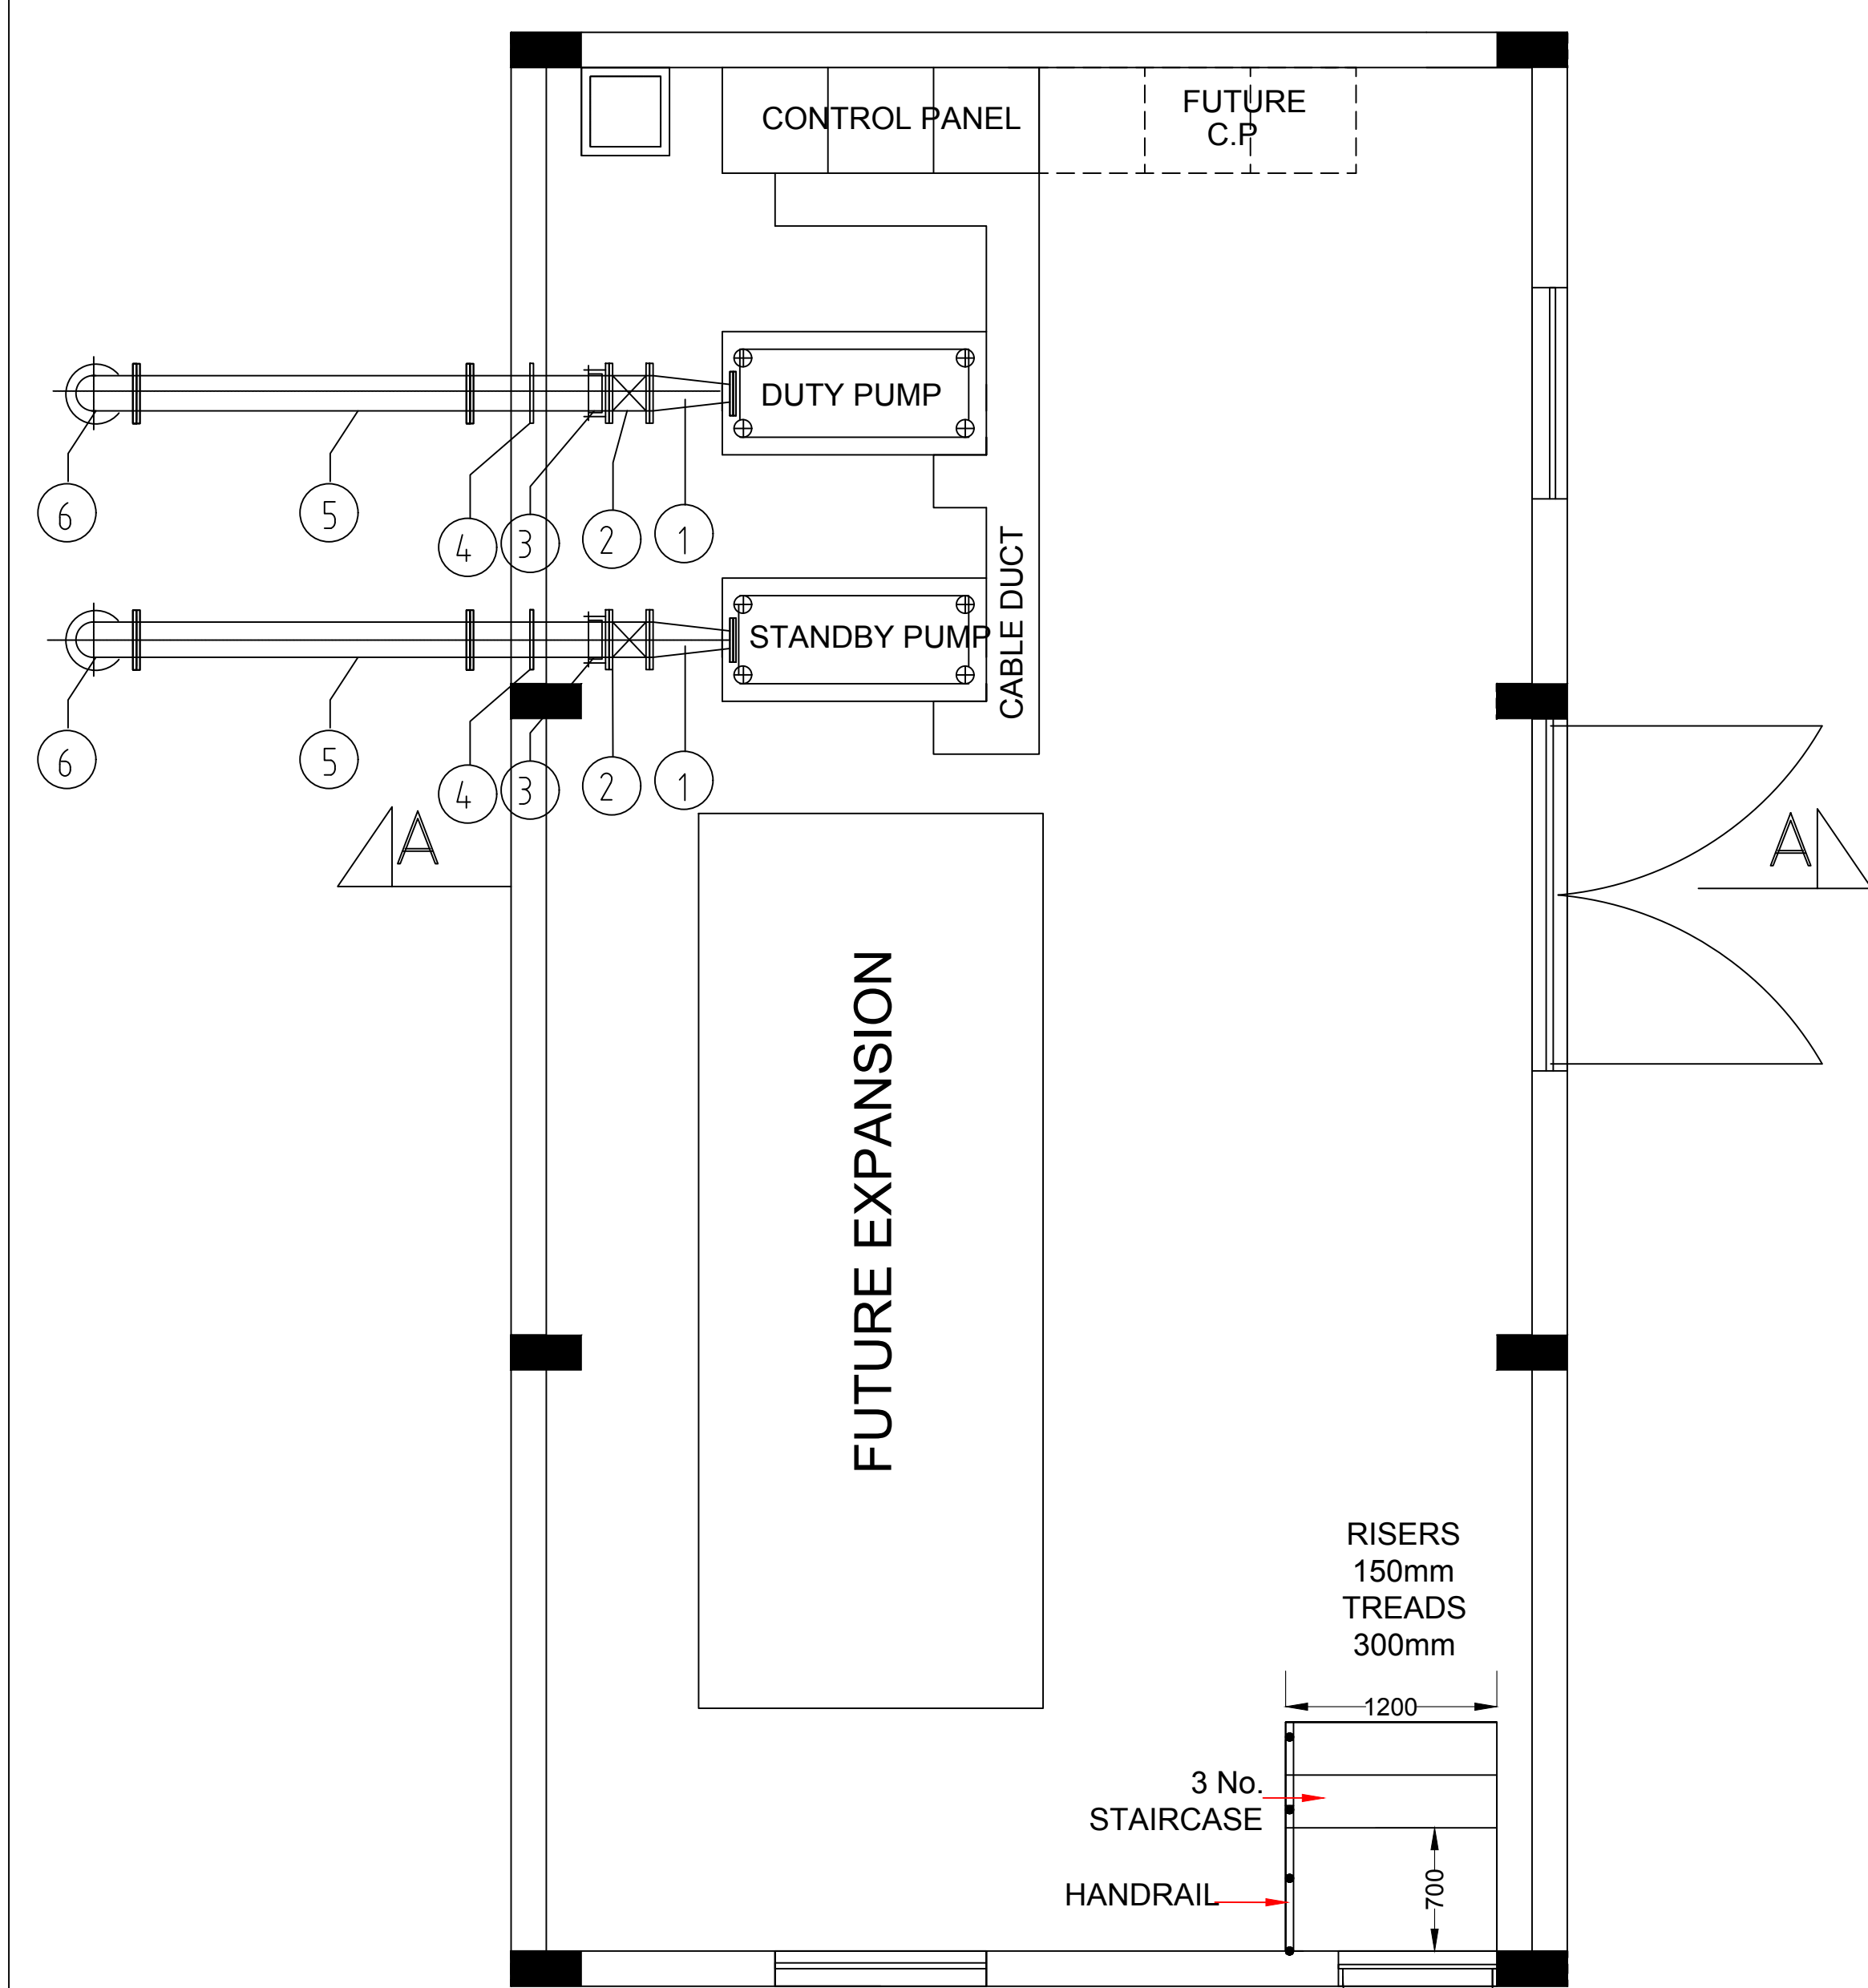 CONTROL PANEL
FUTURE
C.P
DUTY PUMP
6
5
4
3
2
1
CABLE DUCT
STANDBY PUMP
6
5
4
3
2
1
A
A
FUTURE EXPANSION
RISERS
150mm
TREADS
300mm
1200
3 No.
STAIRCASE
700
HANDRAIL